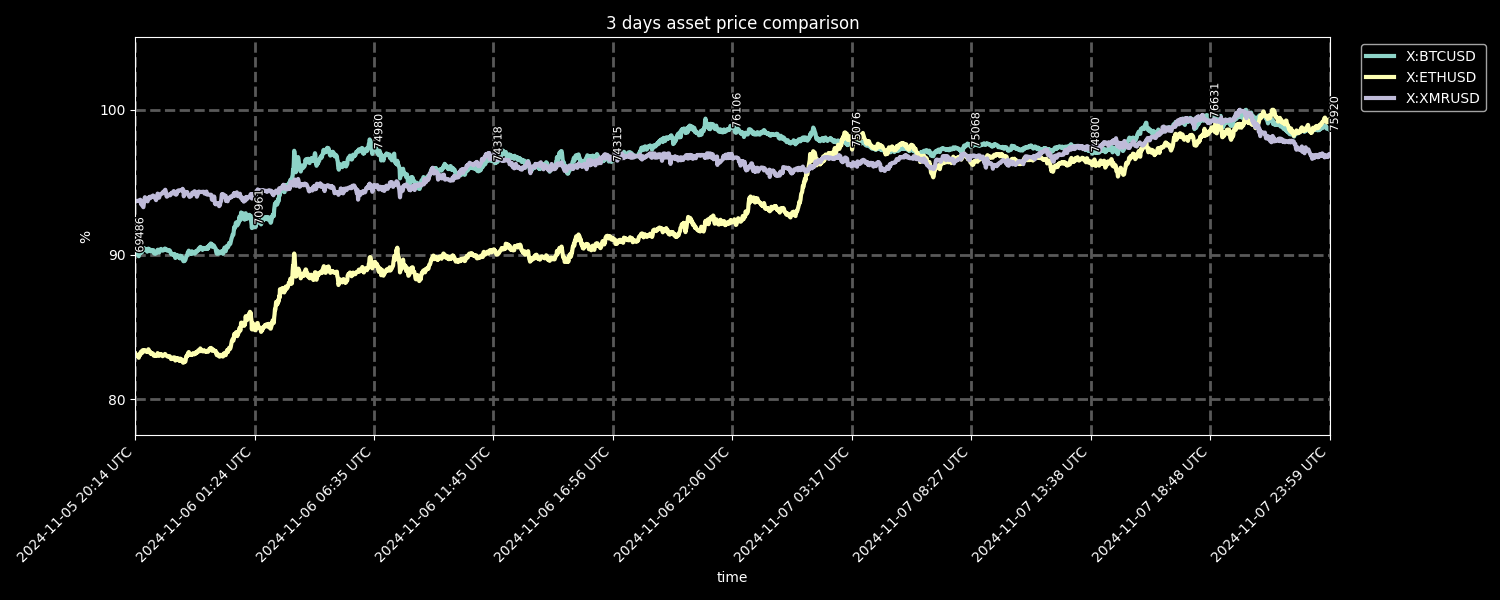 3 days asset price comparison
X:BTCUSD
X:ETHUSD
X:XMRUSD
100
90
80
%
69486
70961
74980
74318
74315
76106
75076
75068
74800
76631
75920
2024-11-05 20:14 UTC
2024-11-06 01:24 UTC
2024-11-06 06:35 UTC
2024-11-06 11:45 UTC
2024-11-06 16:56 UTC
2024-11-06 22:06 UTC
2024-11-07 03:17 UTC
2024-11-07 08:27 UTC
2024-11-07 13:38 UTC
2024-11-07 18:48 UTC
2024-11-07 23:59 UTC
time